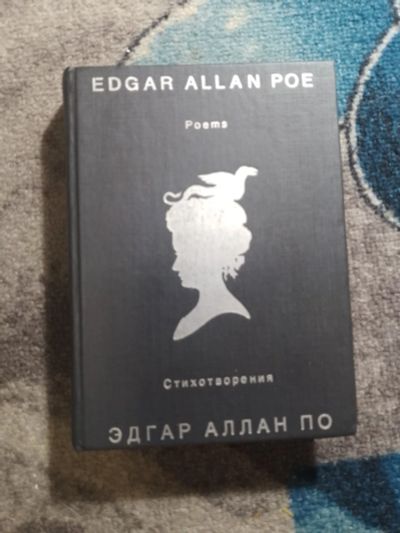 EDGAR ALLAN POE
Poems
Стихотворения
ЭДГАР АЛЛАН ПО